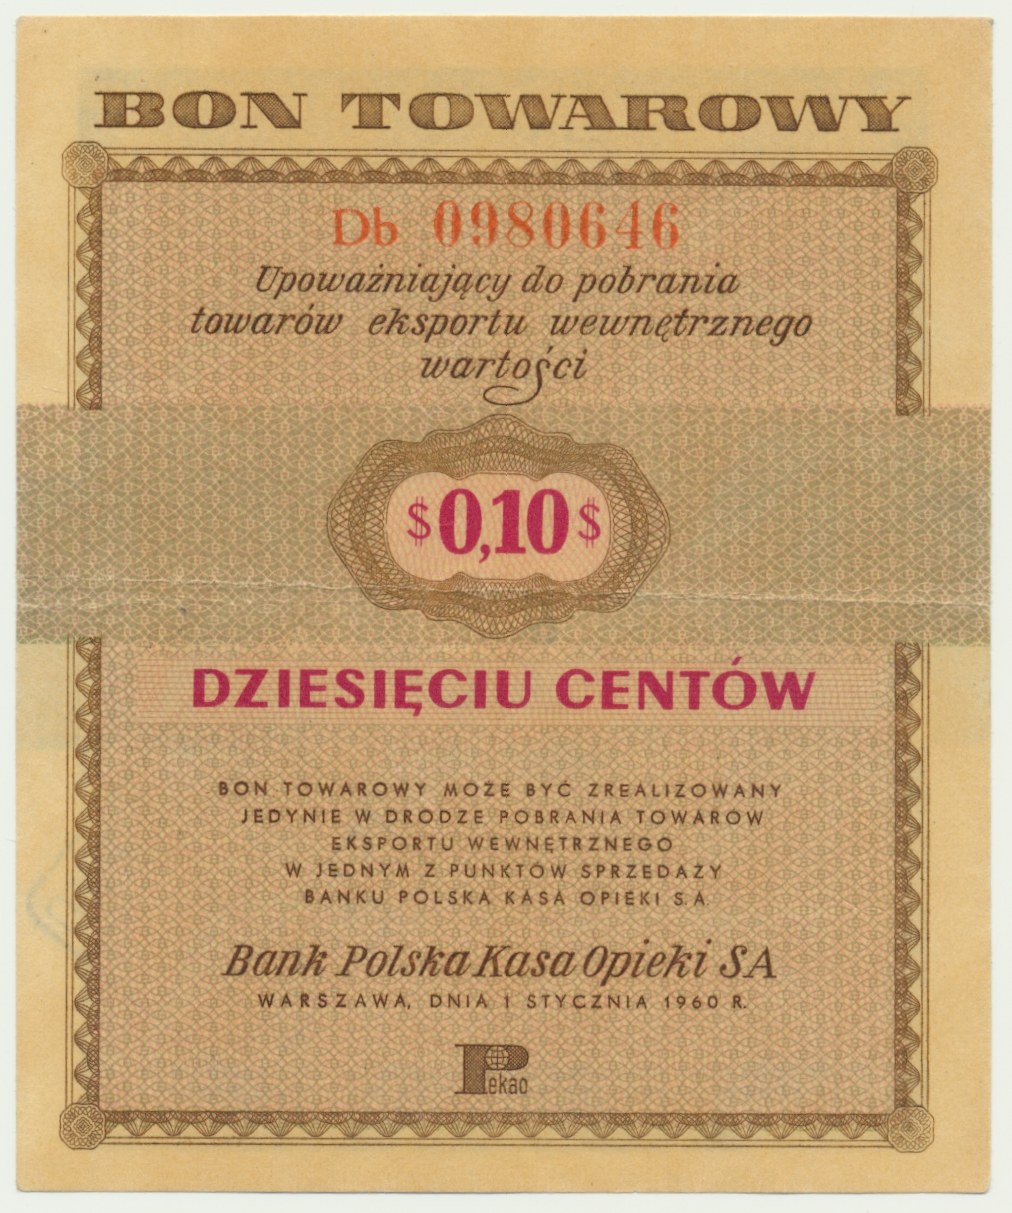 BON TOWAROWY
Db 0980646
Upoważniający do pobrania
towarów eksportu wewnętrznego
wartości
$0,10$
DZIESIĘCIU CENTÓW
BON TOWAROWY MOŻE BYĆ ZREALIZOWANY
JEDYNIE W DRODZE POBRANIA TOWARÓW
EKSPORTU WEWNĘTRZNEGO
W JEDNYM Z PUNKTÓW SPRZEDAŻY
BANKU POLSKA KASA OPIEKI S.A.
Bank Polska Kasa Opieki SA
WARSZAWA, DNIA 1 STYCZNIA 1960 R.
Pekao